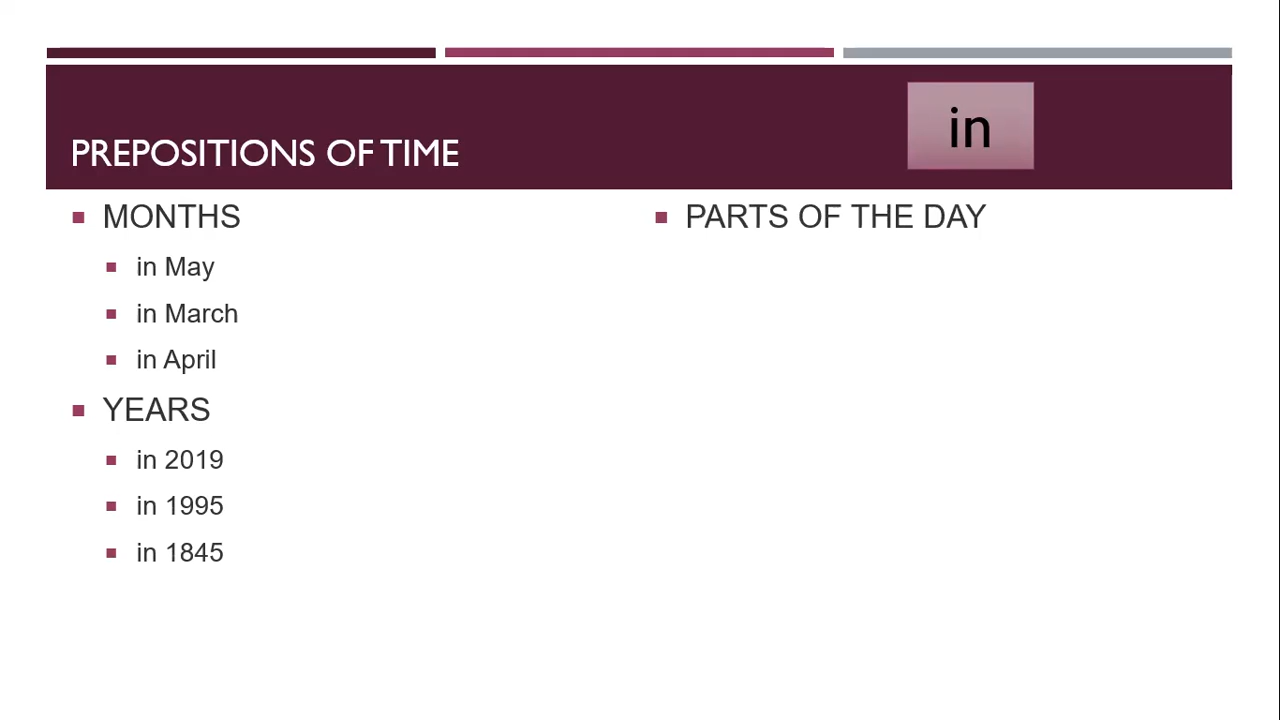 PREPOSITIONS OF TIME
in
MONTHS
in May
in March
in April
YEARS
in 2019
in 1995
in 1845
PARTS OF THE DAY